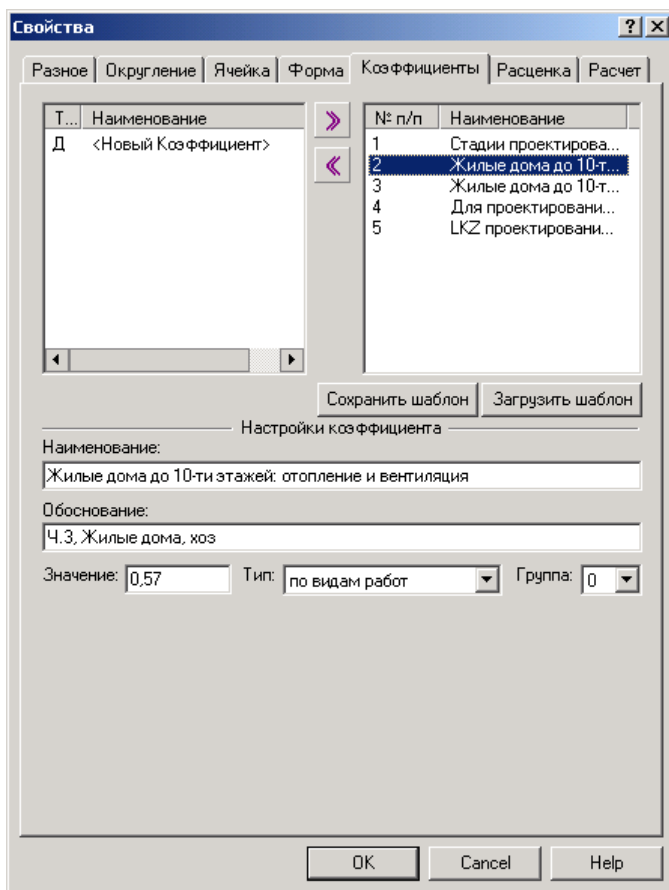 Свойства
Разное Округление Ячейка Форма Коэффициенты Расценка Расчет
Т... Наименование
Д <Новый Коэффициент>
№ п/п Наименование
1 Стадии проектирова...
2 Жилые дома до 10-т...
3 Жилые дома до 10-т...
4 Для проектировани...
5 LKZ проектировани...
Сохранить шаблон Загрузить шаблон
Настройки коэффициента
Наименование:
Жилые дома до 10-ти этажей: отопление и вентиляция
Обоснование:
Ч.3, Жилые дома, хоз
Значение: 0,57 Тип: по видам работ Группа: 0
OK Cancel Help